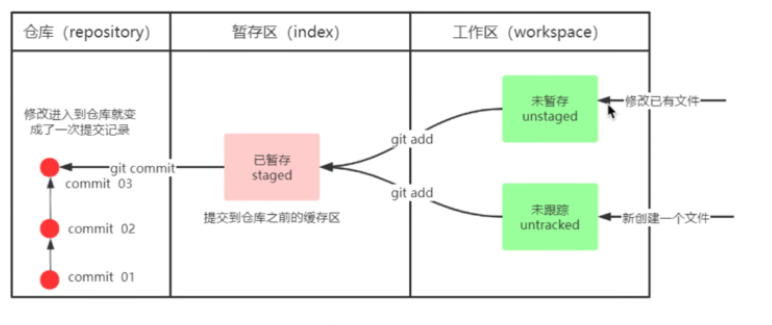 仓库（repository）
暂存区（index）
工作区（workspace）
修改进入到仓库就变
成了一次提交记录
git commit
commit 03
commit 02
commit 01
已暂存
staged
提交到仓库之前的缓存区
git add
git add
未暂存
unstaged
修改已有文件
未跟踪
untracked
新创建一个文件